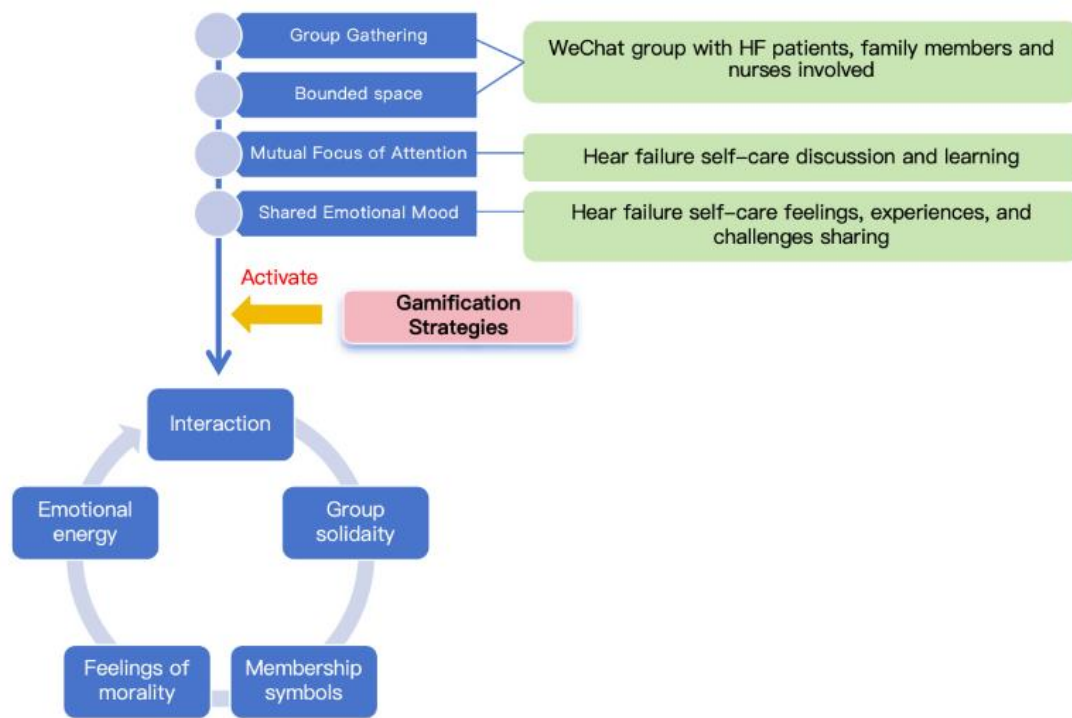 Group Gathering
WeChat group with HF patients, family members and
nurses involved
Bounded space
Mutual Focus of Attention
Hear failure self-care discussion and learning
Shared Emotional Mood
Hear failure self-care feelings, experiences, and
challenges sharing
Activate
Gamification
Strategies
Interaction
Emotional
energy
Group
solidaity
Feelings of
morality
Membership
symbols